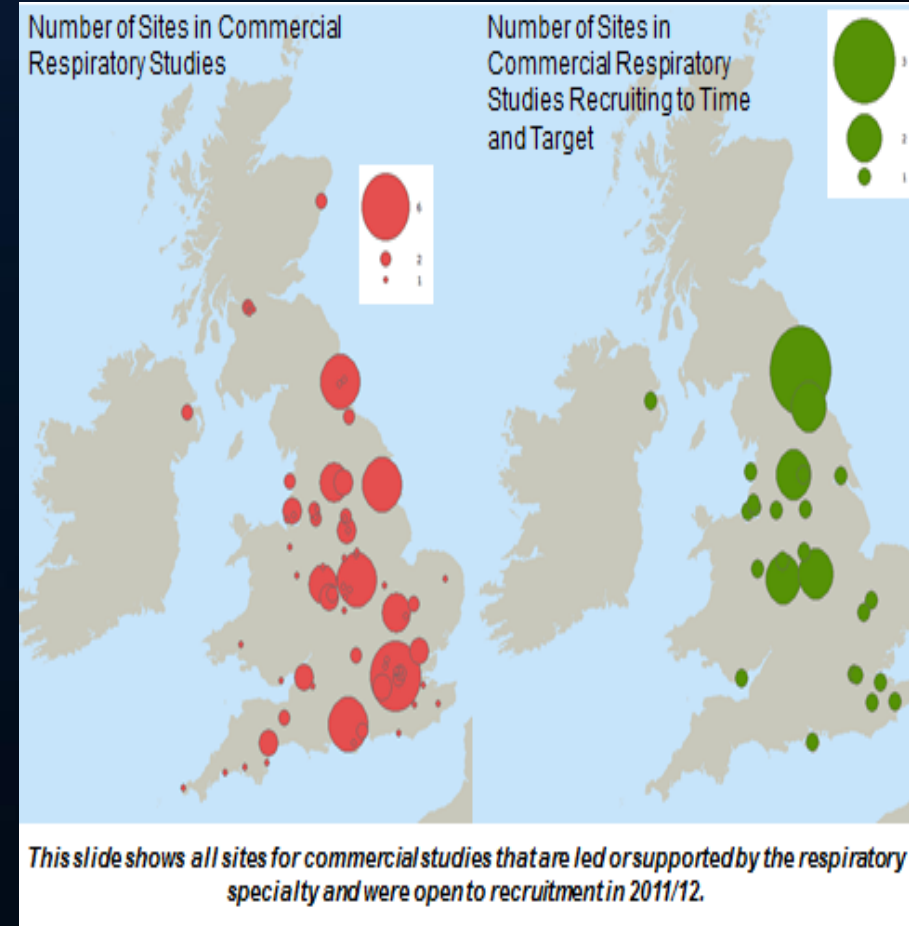 Number of Sites in Commercial
Respiratory Studies
6
2
1
Number of Sites in
Commercial Respiratory
Studies Recruiting to Time
and Target
3
2
1
This slide shows all sites for commercial studies that are led or supported by the respiratory
specialty and were open to recruitment in 2011/12.